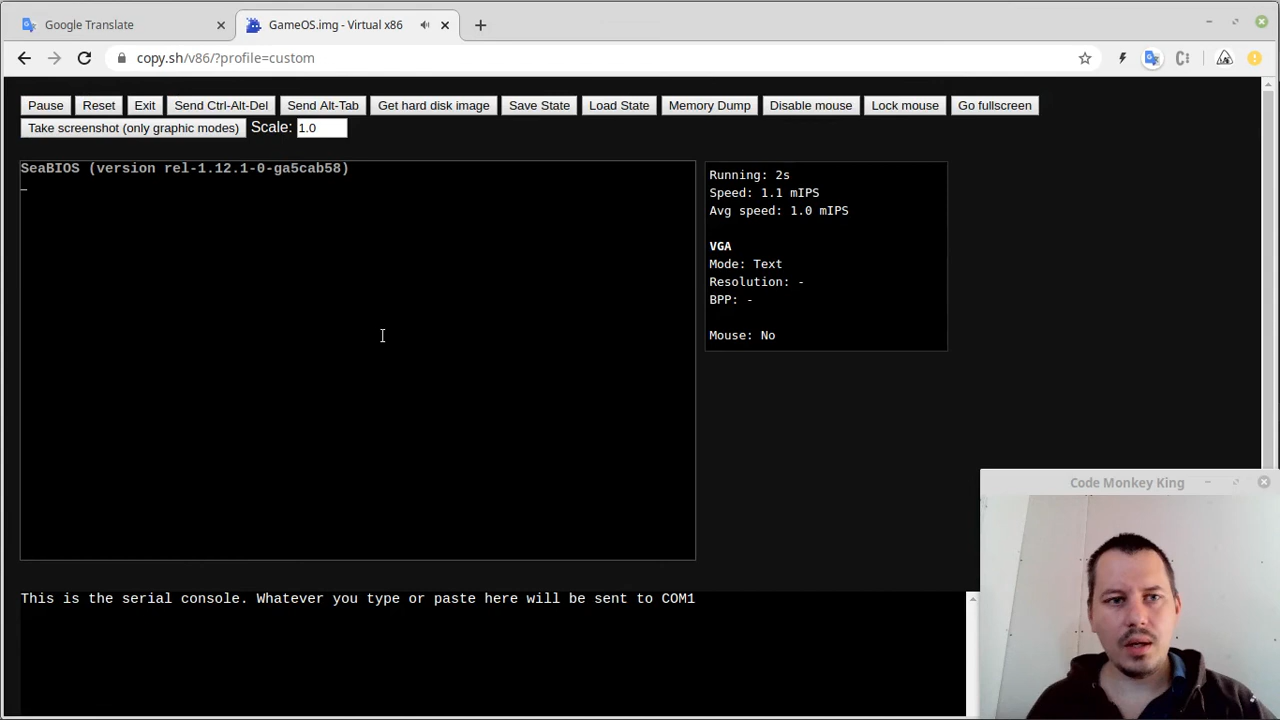 Google Translate
GameOS.img - Virtual x86
copy.sh/v86/?profile=custom
Pause Reset Exit Send Ctrl-Alt-Del Send Alt-Tab Get hard disk image Save State Load State Memory Dump Disable mouse Lock mouse Go fullscreen
Take screenshot (only graphic modes) Scale: 1.0
SeaBIOS (version rel-1.12.1-0-ga5cab58)
_
Running: 2s
Speed: 1.1 mIPS
Avg speed: 1.0 mIPS
VGA
Mode: Text
Resolution: -
BPP: -
Mouse: No
Code Monkey King
This is the serial console. Whatever you type or paste here will be sent to COM1